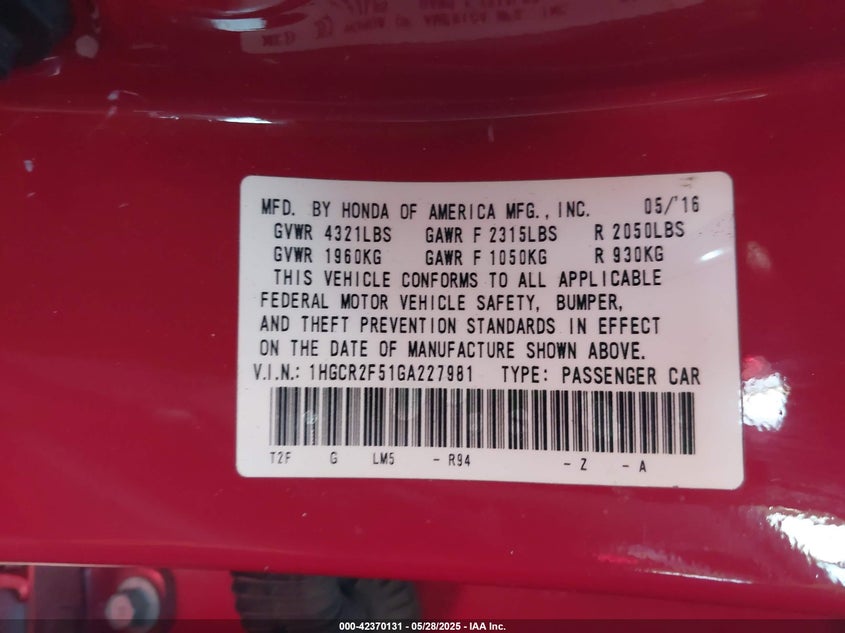 MFD. BY HONDA OF AMERICA MFG., INC. 05/'16
GVWR 4321LBS GAWR F 2315LBS R 2050LBS
GVWR 1960KG GAWR F 1050KG R 930KG
THIS VEHICLE CONFORMS TO ALL APPLICABLE
FEDERAL MOTOR VEHICLE SAFETY, BUMPER,
AND THEFT PREVENTION STANDARDS IN EFFECT
ON THE DATE OF MANUFACTURE SHOWN ABOVE.
V.I.N.: 1HGCR2F51GA227981 TYPE: PASSENGER CAR
T2F G LM5 - R94 - Z - A
000-42370131 - 05/28/2025 - IAA Inc.